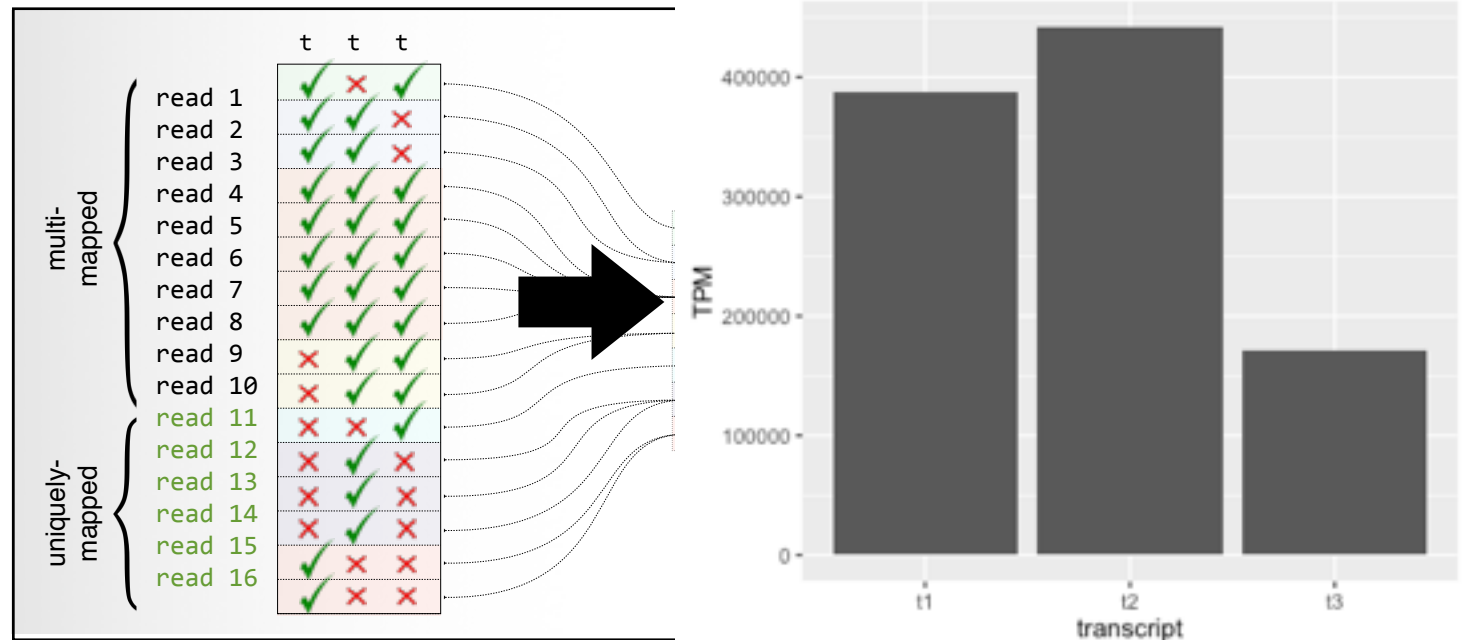 t t t
multi-
mapped
read 1
read 2
read 3
read 4
read 5
read 6
read 7
read 8
read 9
read 10
uniquely-
mapped
read 11
read 12
read 13
read 14
read 15
read 16
TPM
400000
300000
200000
100000
0
t1 t2 t3
transcript